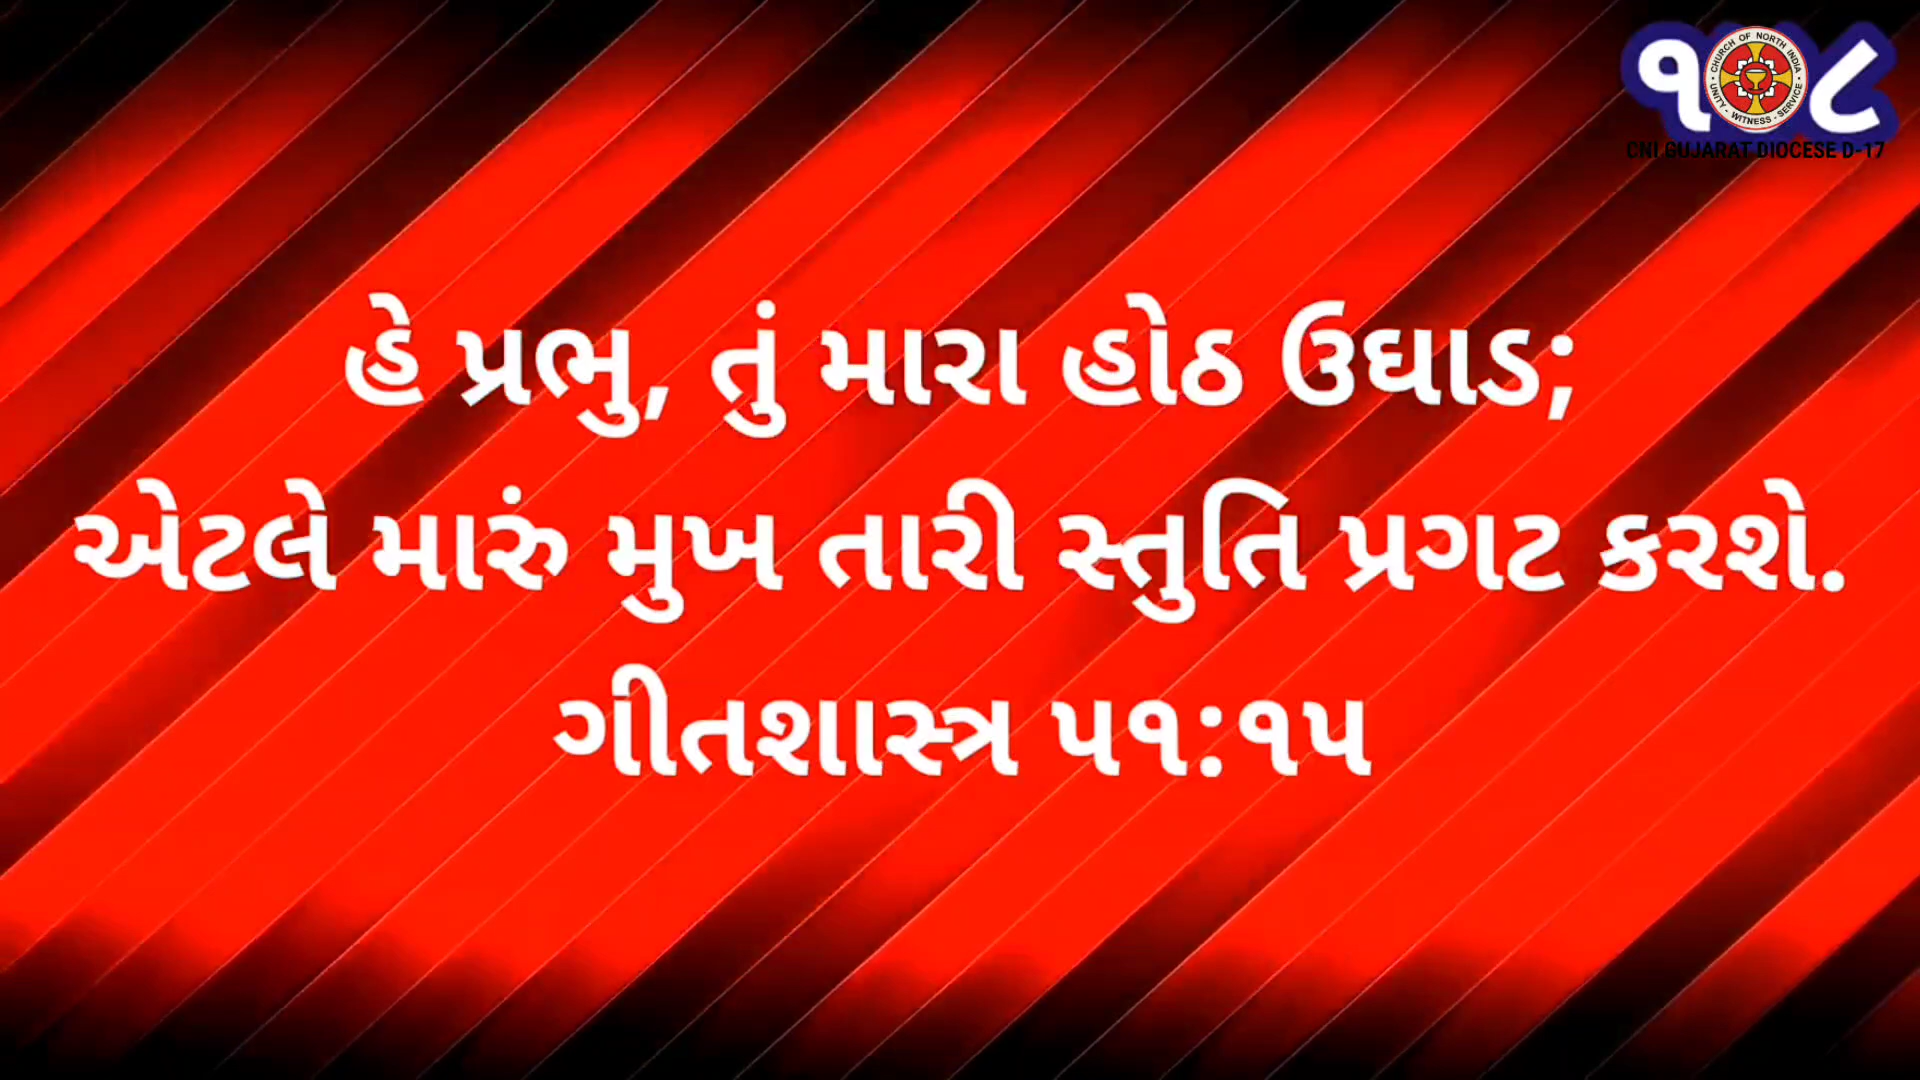 ૧૮
CHURCH OF NORTH INDIA
UNITY - WITNESS - SERVICE
CNI GUJARAT DIOCESE D-17
હે પ્રભુ, તું મારા હોઠ ઉઘાડ;
એટલે મારું મુખ તારી સ્તુતિ પ્રગટ કરશે.
ગીતશાસ્ત્ર ૫૧:૧૫